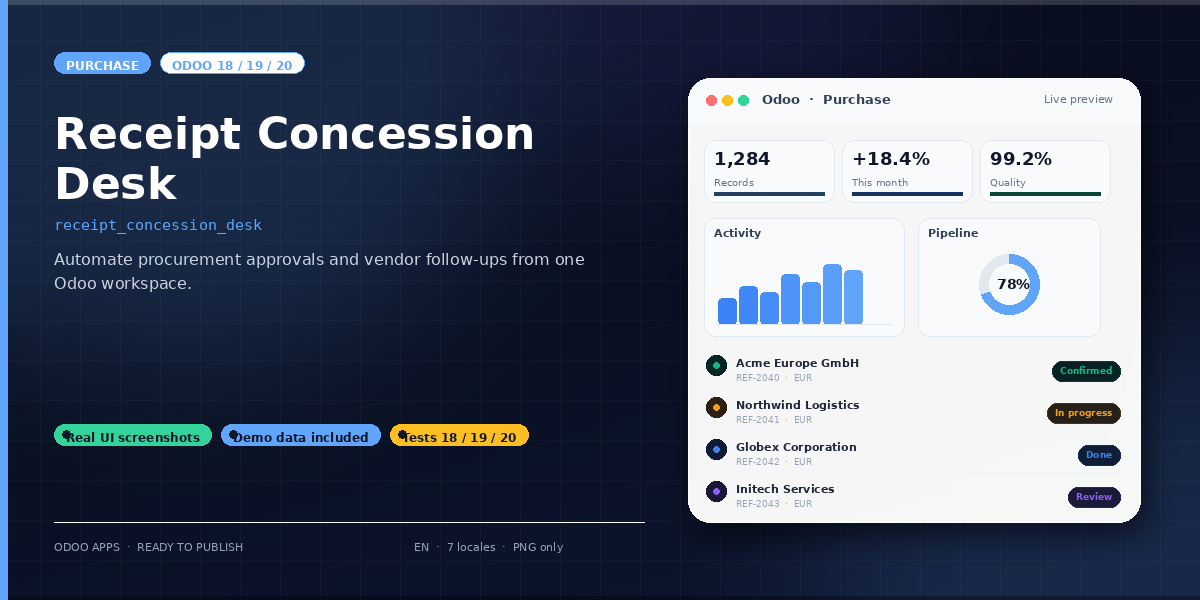 PURCHASE
ODOO 18 / 19 / 20
Receipt Concession
Desk
receipt_concession_desk
Automate procurement approvals and vendor follow-ups from one
Odoo workspace.
Real UI screenshots
Demo data included
Tests 18 / 19 / 20
ODOO APPS · READY TO PUBLISH
EN · 7 locales · PNG only
Odoo · Purchase
Live preview
1,284
Records
+18.4%
This month
99.2%
Quality
Activity
Pipeline
78%
Acme Europe GmbH
REF-2040 · EUR
Confirmed
Northwind Logistics
REF-2041 · EUR
In progress
Globex Corporation
REF-2042 · EUR
Done
Initech Services
REF-2043 · EUR
Review